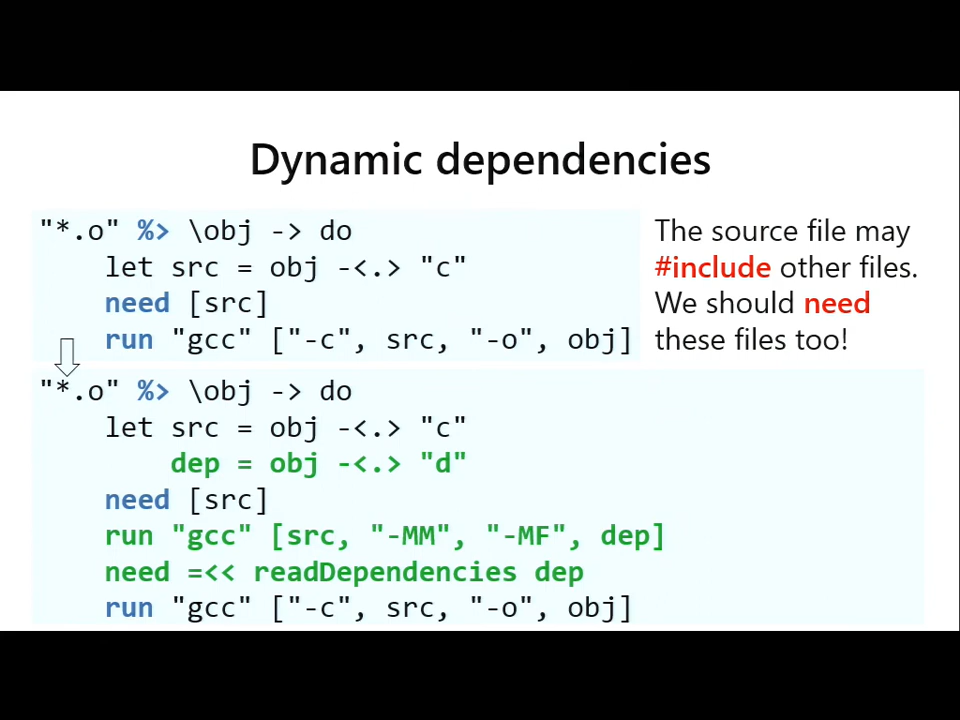 Dynamic dependencies
"*.o" %> \obj -> do
    let src = obj -<.> "c"
    need [src]
    run "gcc" ["-c", src, "-o", obj]
The source file may
#include other files.
We should need
these files too!
"*.o" %> \obj -> do
    let src = obj -<.> "c"
        dep = obj -<.> "d"
    need [src]
    run "gcc" [src, "-MM", "-MF", dep]
    need =<< readDependencies dep
    run "gcc" ["-c", src, "-o", obj]